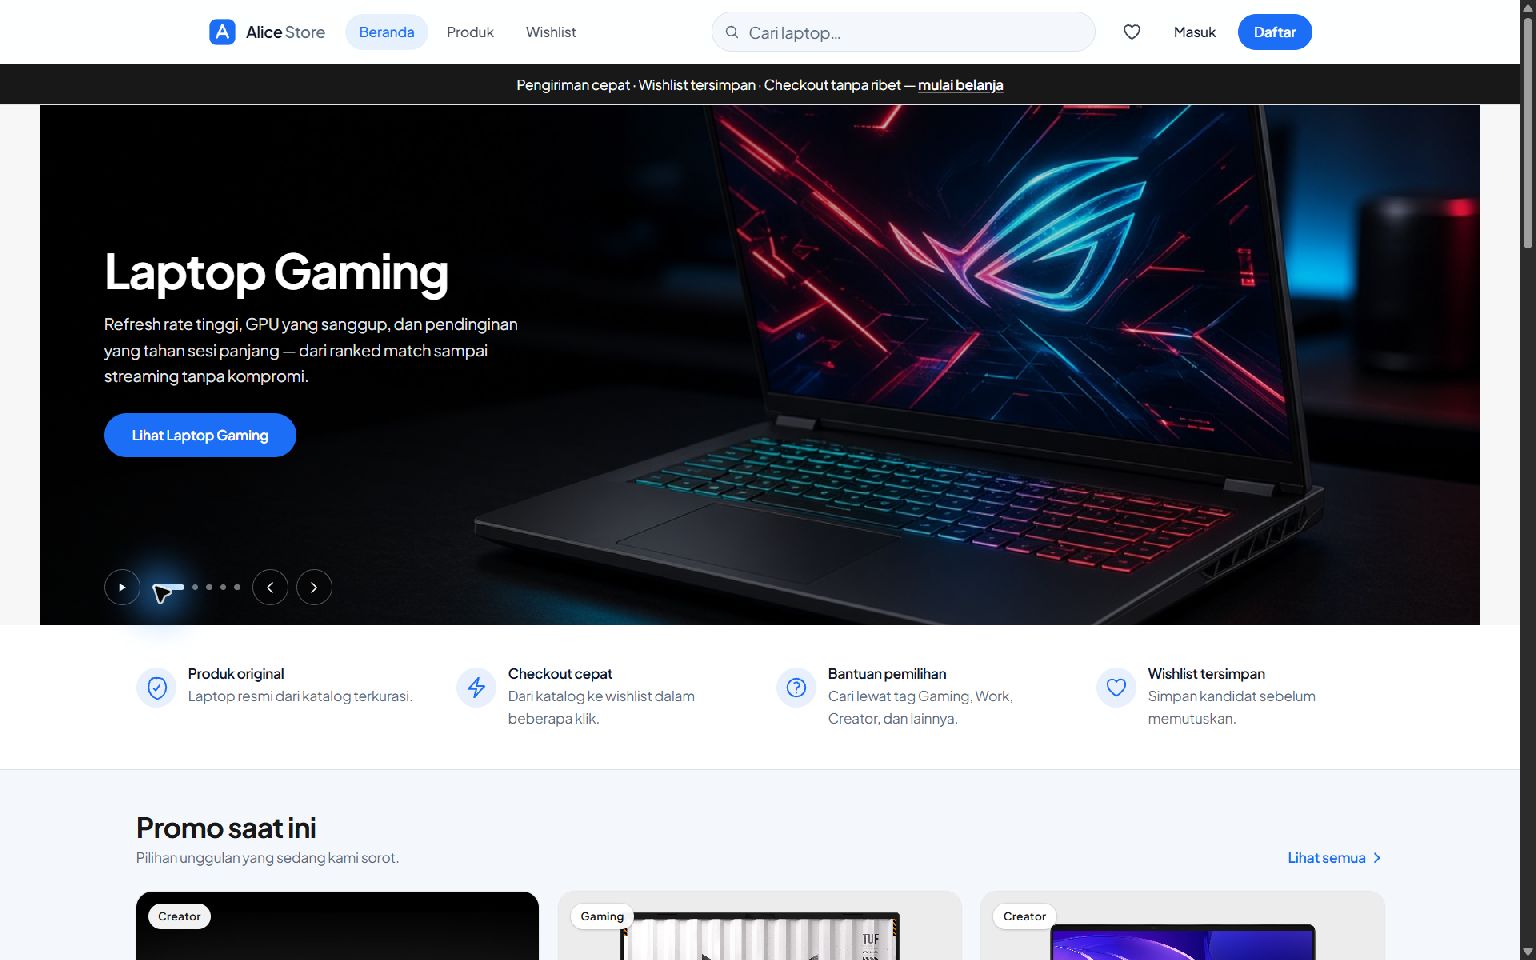 A Alice Store
Beranda
Produk
Wishlist
Cari laptop...
Masuk
Daftar
Pengiriman cepat · Wishlist tersimpan · Checkout tanpa ribet — mulai belanja
Laptop Gaming
Refresh rate tinggi, GPU yang sanggup, dan pendinginan
yang tahan sesi panjang — dari ranked match sampai
streaming tanpa kompromi.
Lihat Laptop Gaming
Produk original
Laptop resmi dari katalog terkurasi.
Checkout cepat
Dari katalog ke wishlist dalam
beberapa klik.
Bantuan pemilihan
Cari lewat tag Gaming, Work,
Creator, dan lainnya.
Wishlist tersimpan
Simpan kandidat sebelum
memutuskan.
Promo saat ini
Pilihan unggulan yang sedang kami sorot.
Lihat semua
Creator
Gaming
TUF
Creator